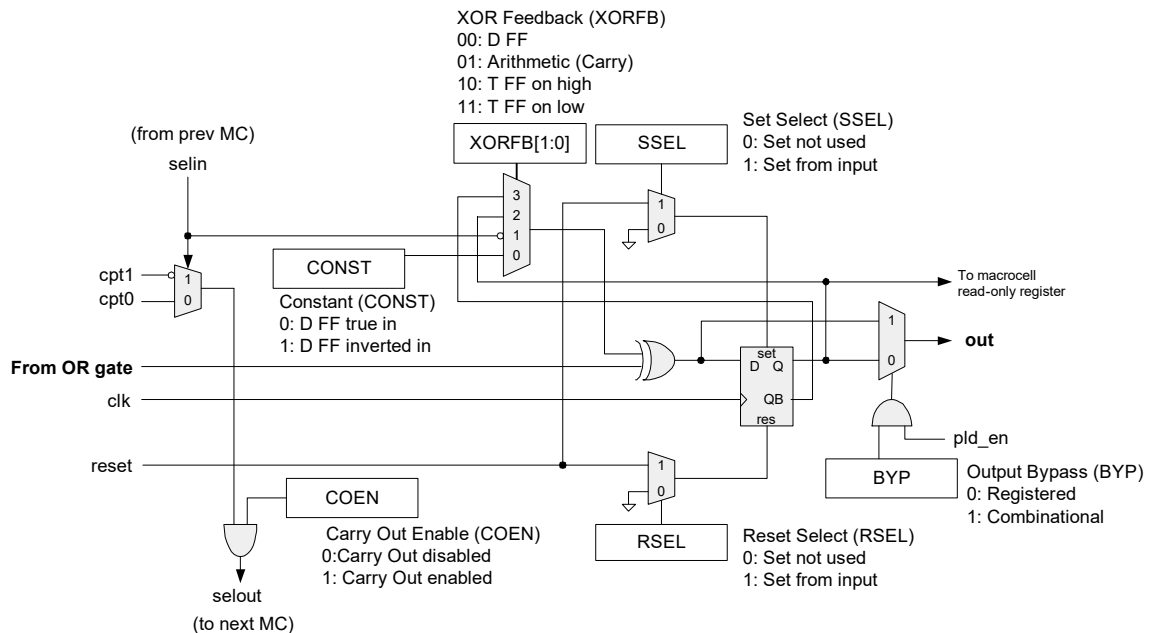 XOR Feedback (XORFB)
00: D FF
01: Arithmetic (Carry)
10: T FF on high
11: T FF on low
(from prev MC)
selin
XORFB[1:0]
SSEL
Set Select (SSEL)
0: Set not used
1: Set from input
3
2
1
0
1
0
CONST
Constant (CONST)
0: D FF true in
1: D FF inverted in
cpt1
cpt0
1
0
To macrocell
read-only register
1
0
out
From OR gate
set
D Q
QB
res
clk
pld_en
reset
1
0
BYP
Output Bypass (BYP)
0: Registered
1: Combinational
COEN
Carry Out Enable (COEN)
0:Carry Out disabled
1: Carry Out enabled
RSEL
Reset Select (RSEL)
0: Set not used
1: Set from input
selout
(to next MC)